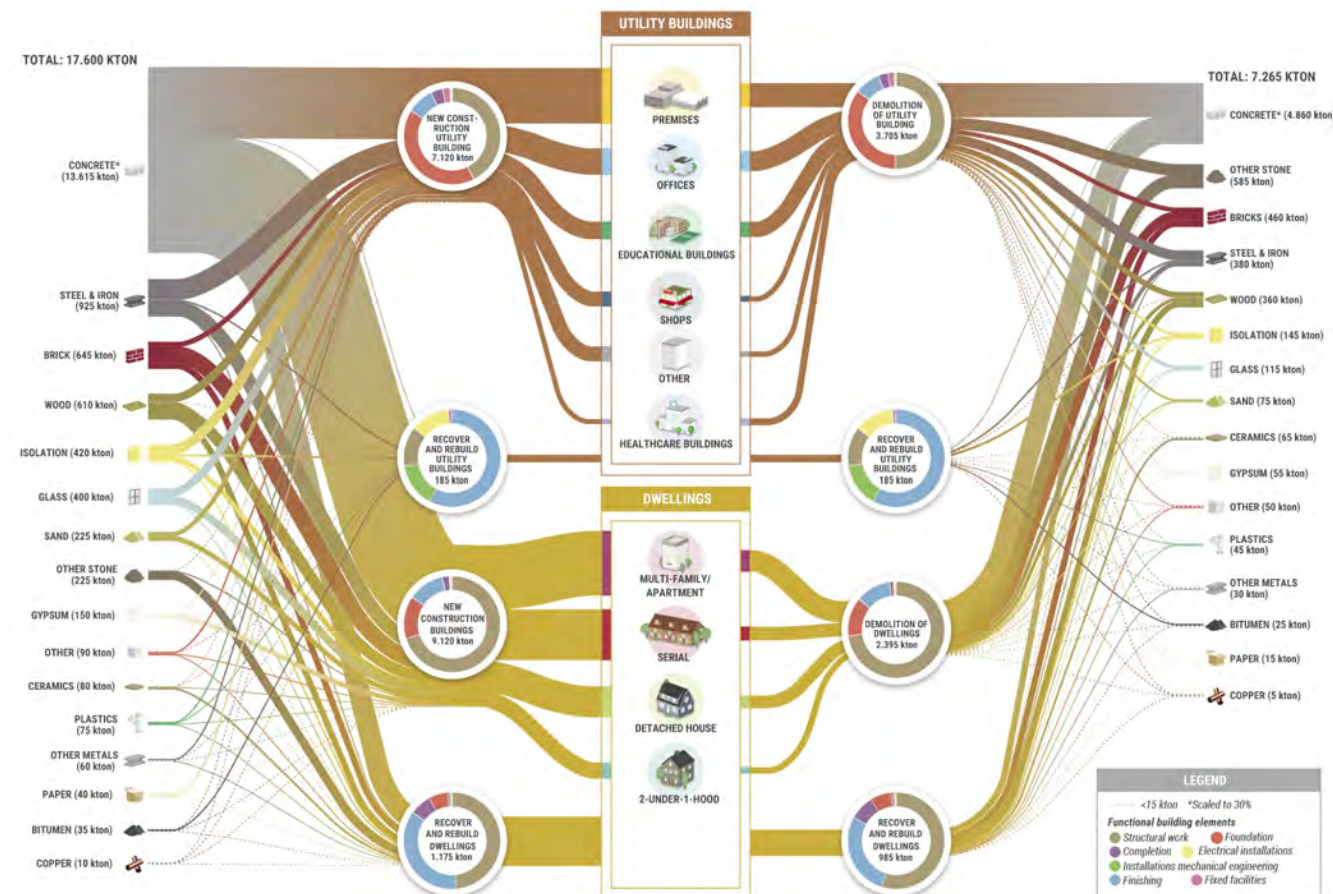 UTILITY BUILDINGS
TOTAL: 17.600 KTON
CONCRETE*
(13.615 kton)
STEEL & IRON
(925 kton)
BRICK (645 kton)
WOOD (610 kton)
ISOLATION (420 kton)
GLASS (400 kton)
SAND (225 kton)
OTHER STONE
(225 kton)
GYPSUM (150 kton)
OTHER (90 kton)
CERAMICS (80 kton)
PLASTICS
(75 kton)
OTHER METALS
(60 kton)
PAPER (40 kton)
BITUMEN (35 kton)
COPPER (10 kton)
NEW CONST-
RUCTION
UTILITY
BUILDING
7.120 kton
RECOVER
AND REBUILD
UTILITY
BUILDINGS
185 kton
NEW
CONSTRUCTION
BUILDINGS
9.120 kton
RECOVER
AND REBUILD
DWELLINGS
1.175 kton
PREMISES
OFFICES
EDUCATIONAL BUILDINGS
SHOPS
OTHER
HEALTHCARE BUILDINGS
DWELLINGS
MULTI-FAMILY/
APARTMENT
SERIAL
DETACHED HOUSE
2-UNDER-1-HOOD
DEMOLITION
OF UTILITY
BUILDING
3.705 kton
RECOVER
AND REBUILD
UTILITY
BUILDINGS
185 kton
DEMOLITION OF
DWELLINGS
2.395 kton
RECOVER
AND REBUILD
DWELLINGS
985 kton
TOTAL: 7.265 KTON
CONCRETE* (4.860 kton)
OTHER STONE
(585 kton)
BRICKS (460 kton)
STEEL & IRON
(380 kton)
WOOD (360 kton)
ISOLATION (145 kton)
GLASS (115 kton)
SAND (75 kton)
CERAMICS (65 kton)
GYPSUM (55 kton)
OTHER (50 kton)
PLASTICS
(45 kton)
OTHER METALS
(30 kton)
BITUMEN (25 kton)
PAPER (15 kton)
COPPER (5 kton)
LEGEND
<15 kton *Scaled to 30%
Functional building elements
Structural work Foundation
Completion Electrical installations
Installations mechanical engineering
Finishing Fixed facilities